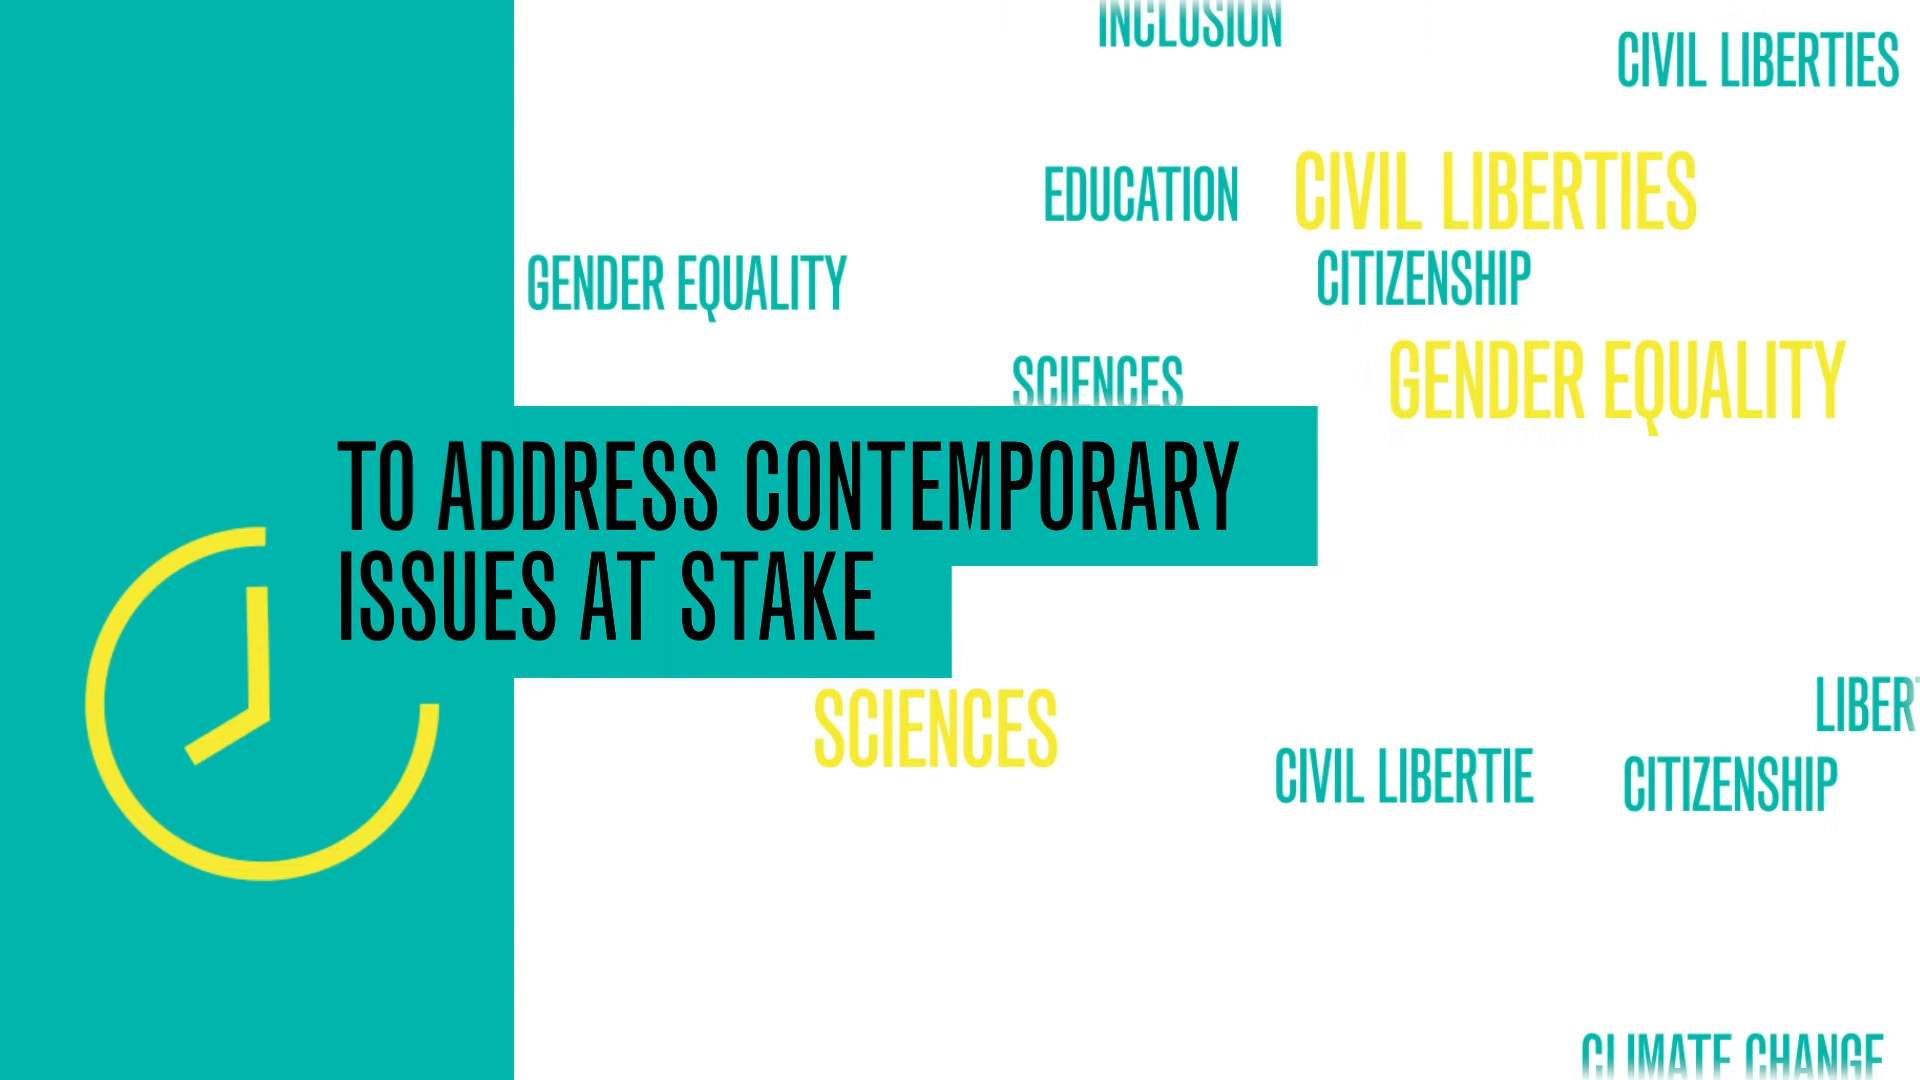 INCLUSION
CIVIL LIBERTIES
EDUCATION
CIVIL LIBERTIES
GENDER EQUALITY
CITIZENSHIP
SCIENCES
GENDER EQUALITY
TO ADDRESS CONTEMPORARY
ISSUES AT STAKE
SCIENCES
LIBER
CIVIL LIBERTIE
CITIZENSHIP
CLIMATE CHANGE